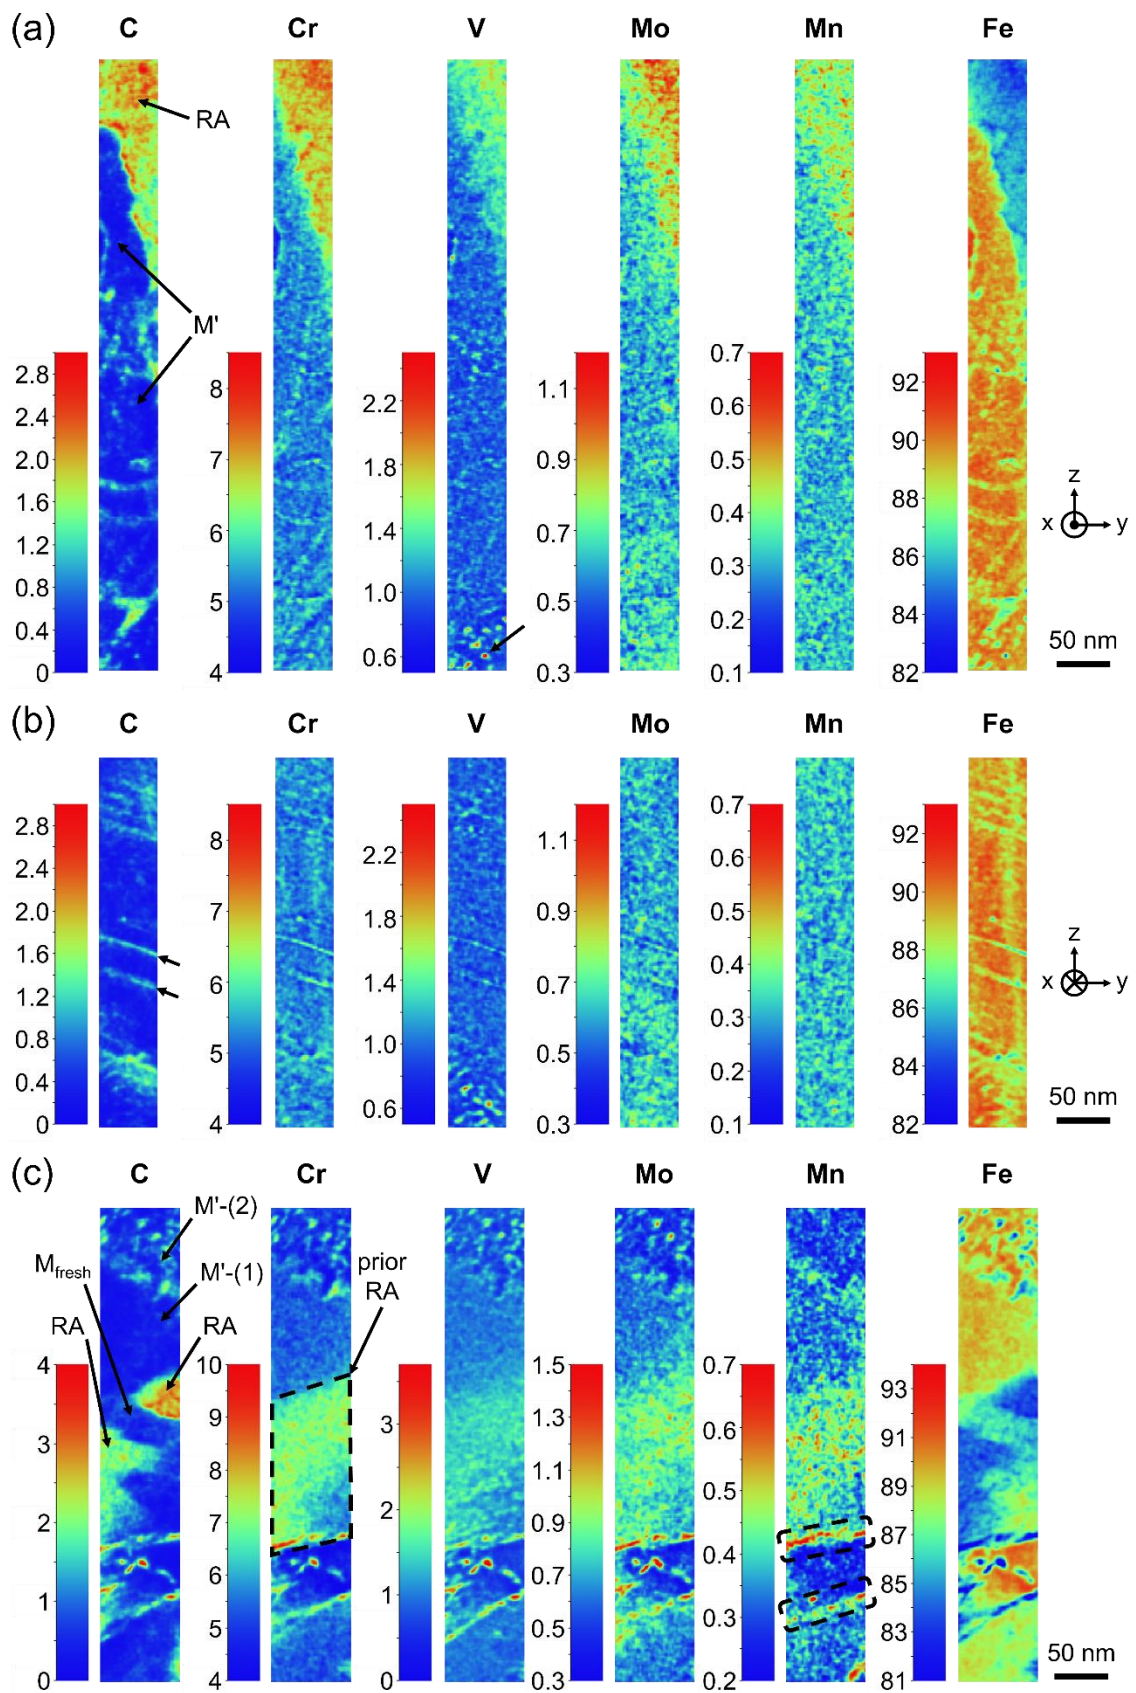 (a)
C Cr V Mo Mn Fe
RA
M'
2.8 2.4 2.0 1.6 1.2 0.8 0.4 0
8 7 6 5 4
2.2 1.8 1.4 1.0 0.6
1.1 0.9 0.7 0.5 0.3
0.7 0.6 0.5 0.4 0.3 0.2 0.1
92 90 88 86 84 82
z
x y
50 nm
(b)
C Cr V Mo Mn Fe
2.8 2.4 2.0 1.6 1.2 0.8 0.4 0
8 7 6 5 4
2.2 1.8 1.4 1.0 0.6
1.1 0.9 0.7 0.5 0.3
0.7 0.6 0.5 0.4 0.3 0.2 0.1
92 90 88 86 84 82
z
x y
50 nm
(c)
C Cr V Mo Mn Fe
M'-(2)
M'-(1)
Mfresh
RA
RA
prior
RA
4 3 2 1 0
10 9 8 7 6 5 4
3 2 1 0
1.5 1.3 1.1 0.9 0.7 0.5 0.3
0.7 0.6 0.5 0.4 0.3 0.2
93 91 89 87 85 83 81
50 nm